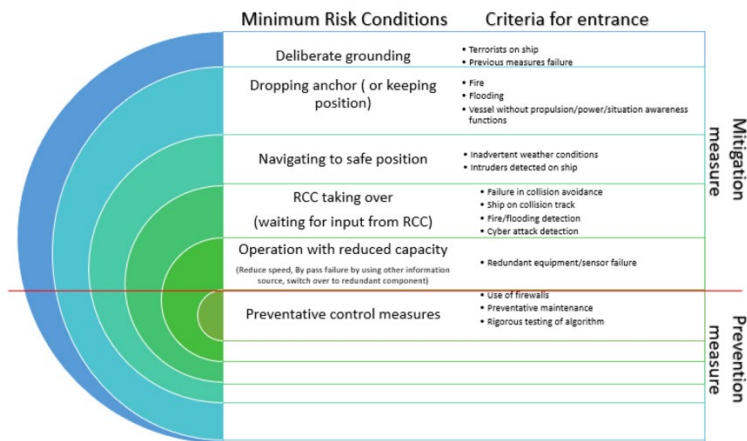 Minimum Risk Conditions
Criteria for entrance
Deliberate grounding
• Terrorists on ship
• Previous measures failure
Dropping anchor ( or keeping
position)
• Fire
• Flooding
• Vessel without propulsion/power/situation awareness
functions
Navigating to safe position
• Inadvertent weather conditions
• Intruders detected on ship
RCC taking over
(waiting for input from RCC)
• Failure in collision avoidance
• Ship on collision track
• Fire/flooding detection
• Cyber attack detection
Operation with reduced capacity
(Reduce speed, By pass failure by using other information
source, switch over to redundant component)
• Redundant equipment/sensor failure
Preventative control measures
• Use of firewalls
• Preventative maintenance
• Rigorous testing of algorithm
Mitigation
measure
Prevention
measure